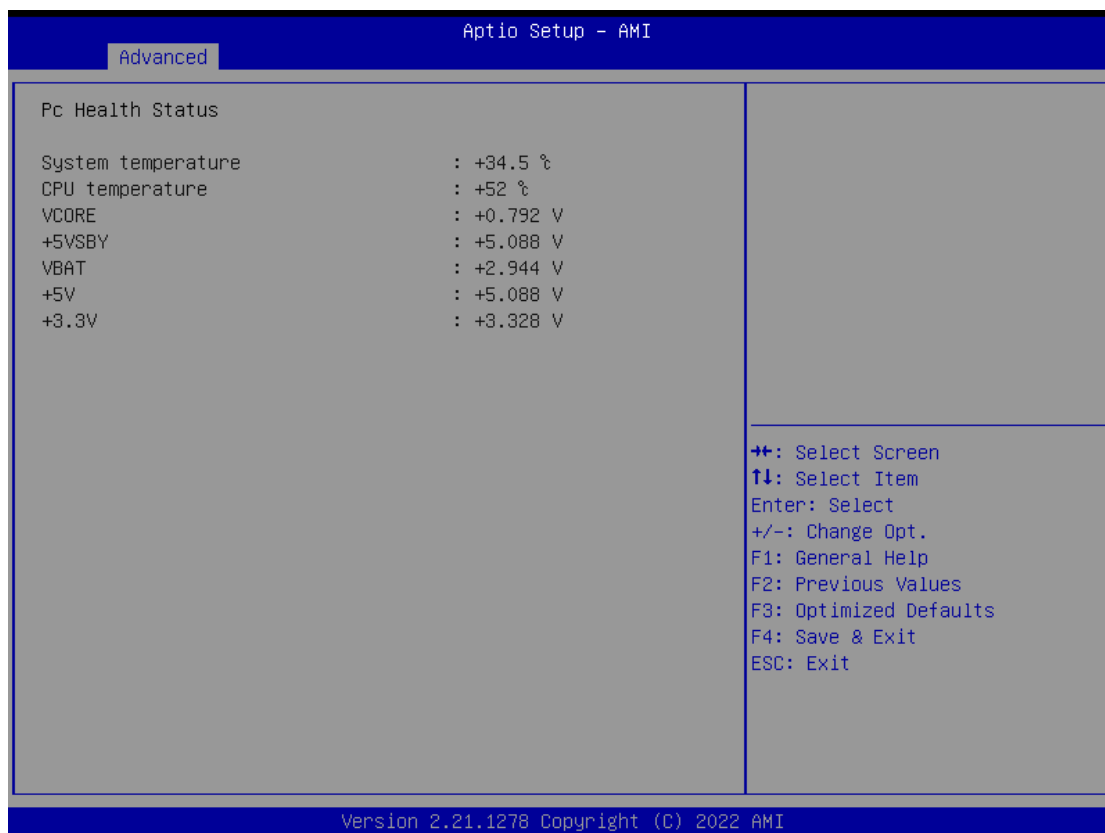 Aptio Setup - AMI
Advanced
Pc Health Status
System temperature : +34.5 ℃
CPU temperature : +52 ℃
VCORE : +0.792 V
+5VSBY : +5.088 V
VBAT : +2.944 V
+5V : +5.088 V
+3.3V : +3.328 V
→←: Select Screen
↑↓: Select Item
Enter: Select
+/-: Change Opt.
F1: General Help
F2: Previous Values
F3: Optimized Defaults
F4: Save & Exit
ESC: Exit
Version 2.21.1278 Copyright (C) 2022 AMI